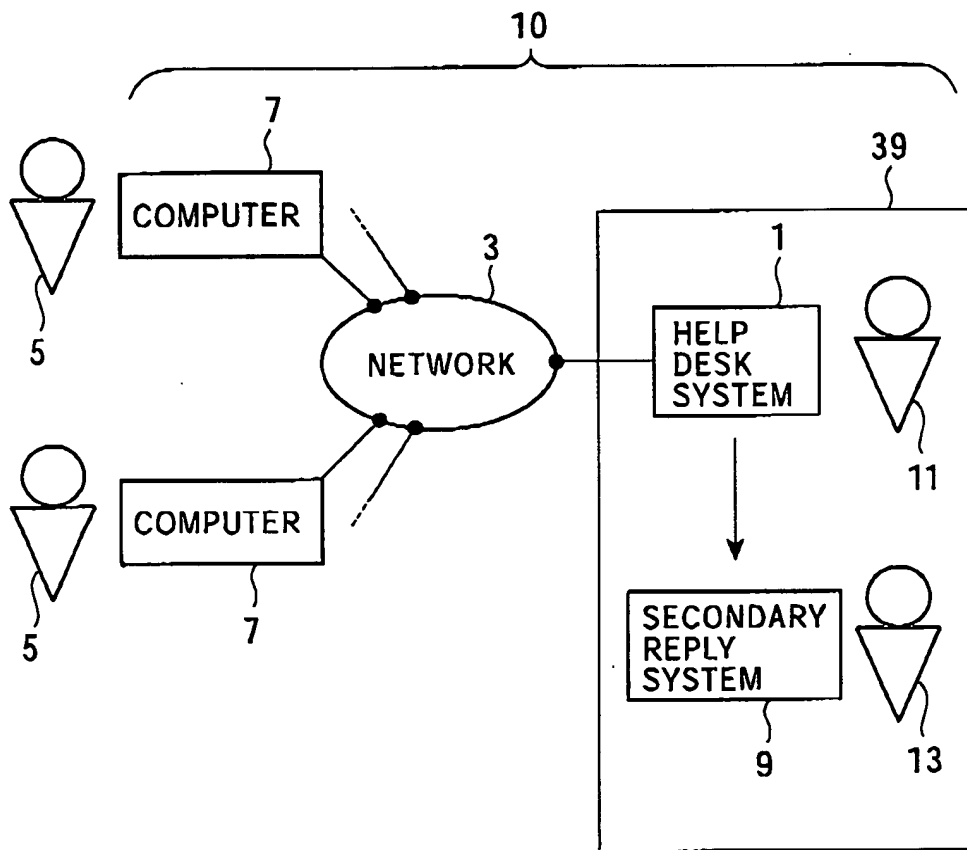 10
7
39
COMPUTER
1
3
5
NETWORK
HELP
DESK
SYSTEM
11
COMPUTER
5
7
SECONDARY
REPLY
SYSTEM
9
13